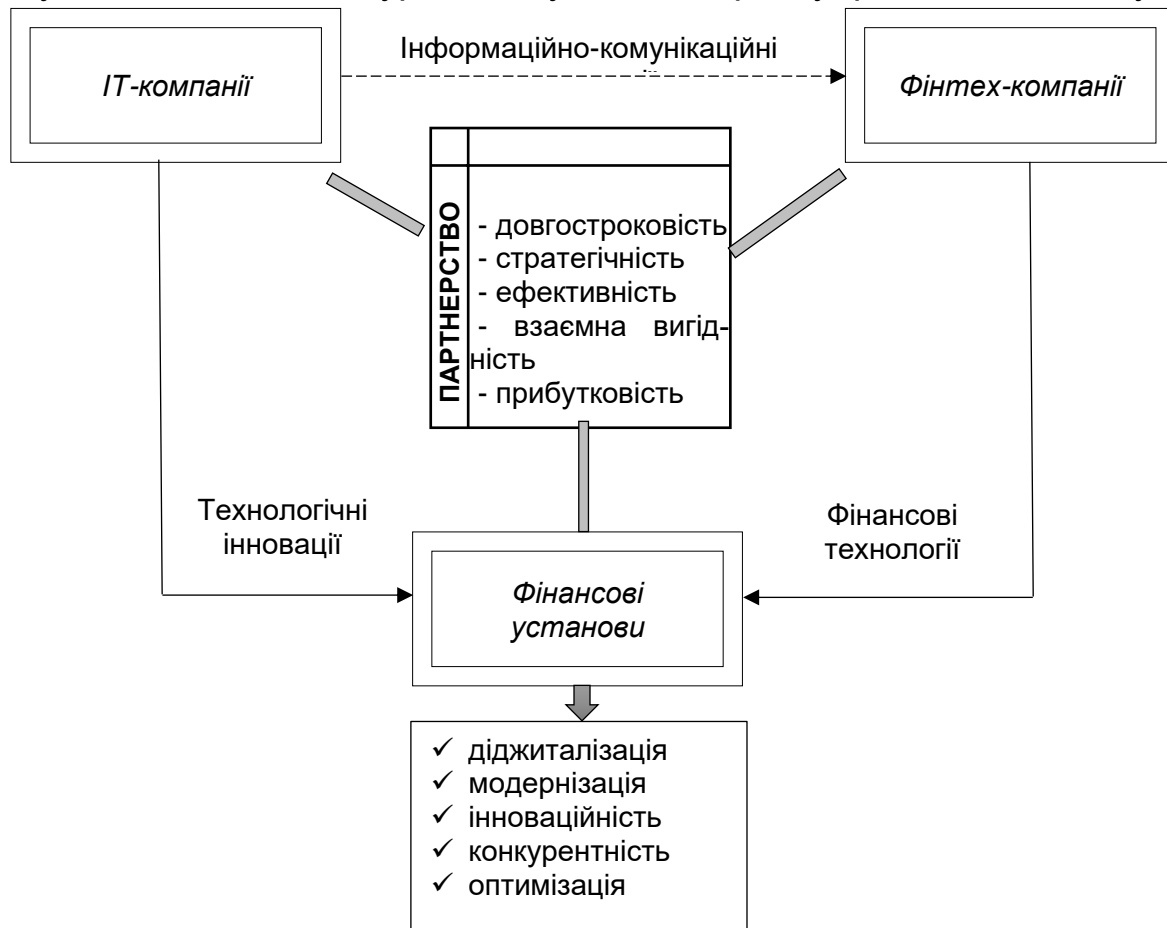 Інформаційно-комунікаційні
ІТ-компанії
Фінтех-компанії
ПАРТНЕРСТВО
- довгостроковість
- стратегічність
- ефективність
- взаємна вигід-
ність
- прибутковість
Технологічні
інновації
Фінансові
технології
Фінансові
установи
✓ діджиталізація
✓ модернізація
✓ інноваційність
✓ конкурентність
✓ оптимізація